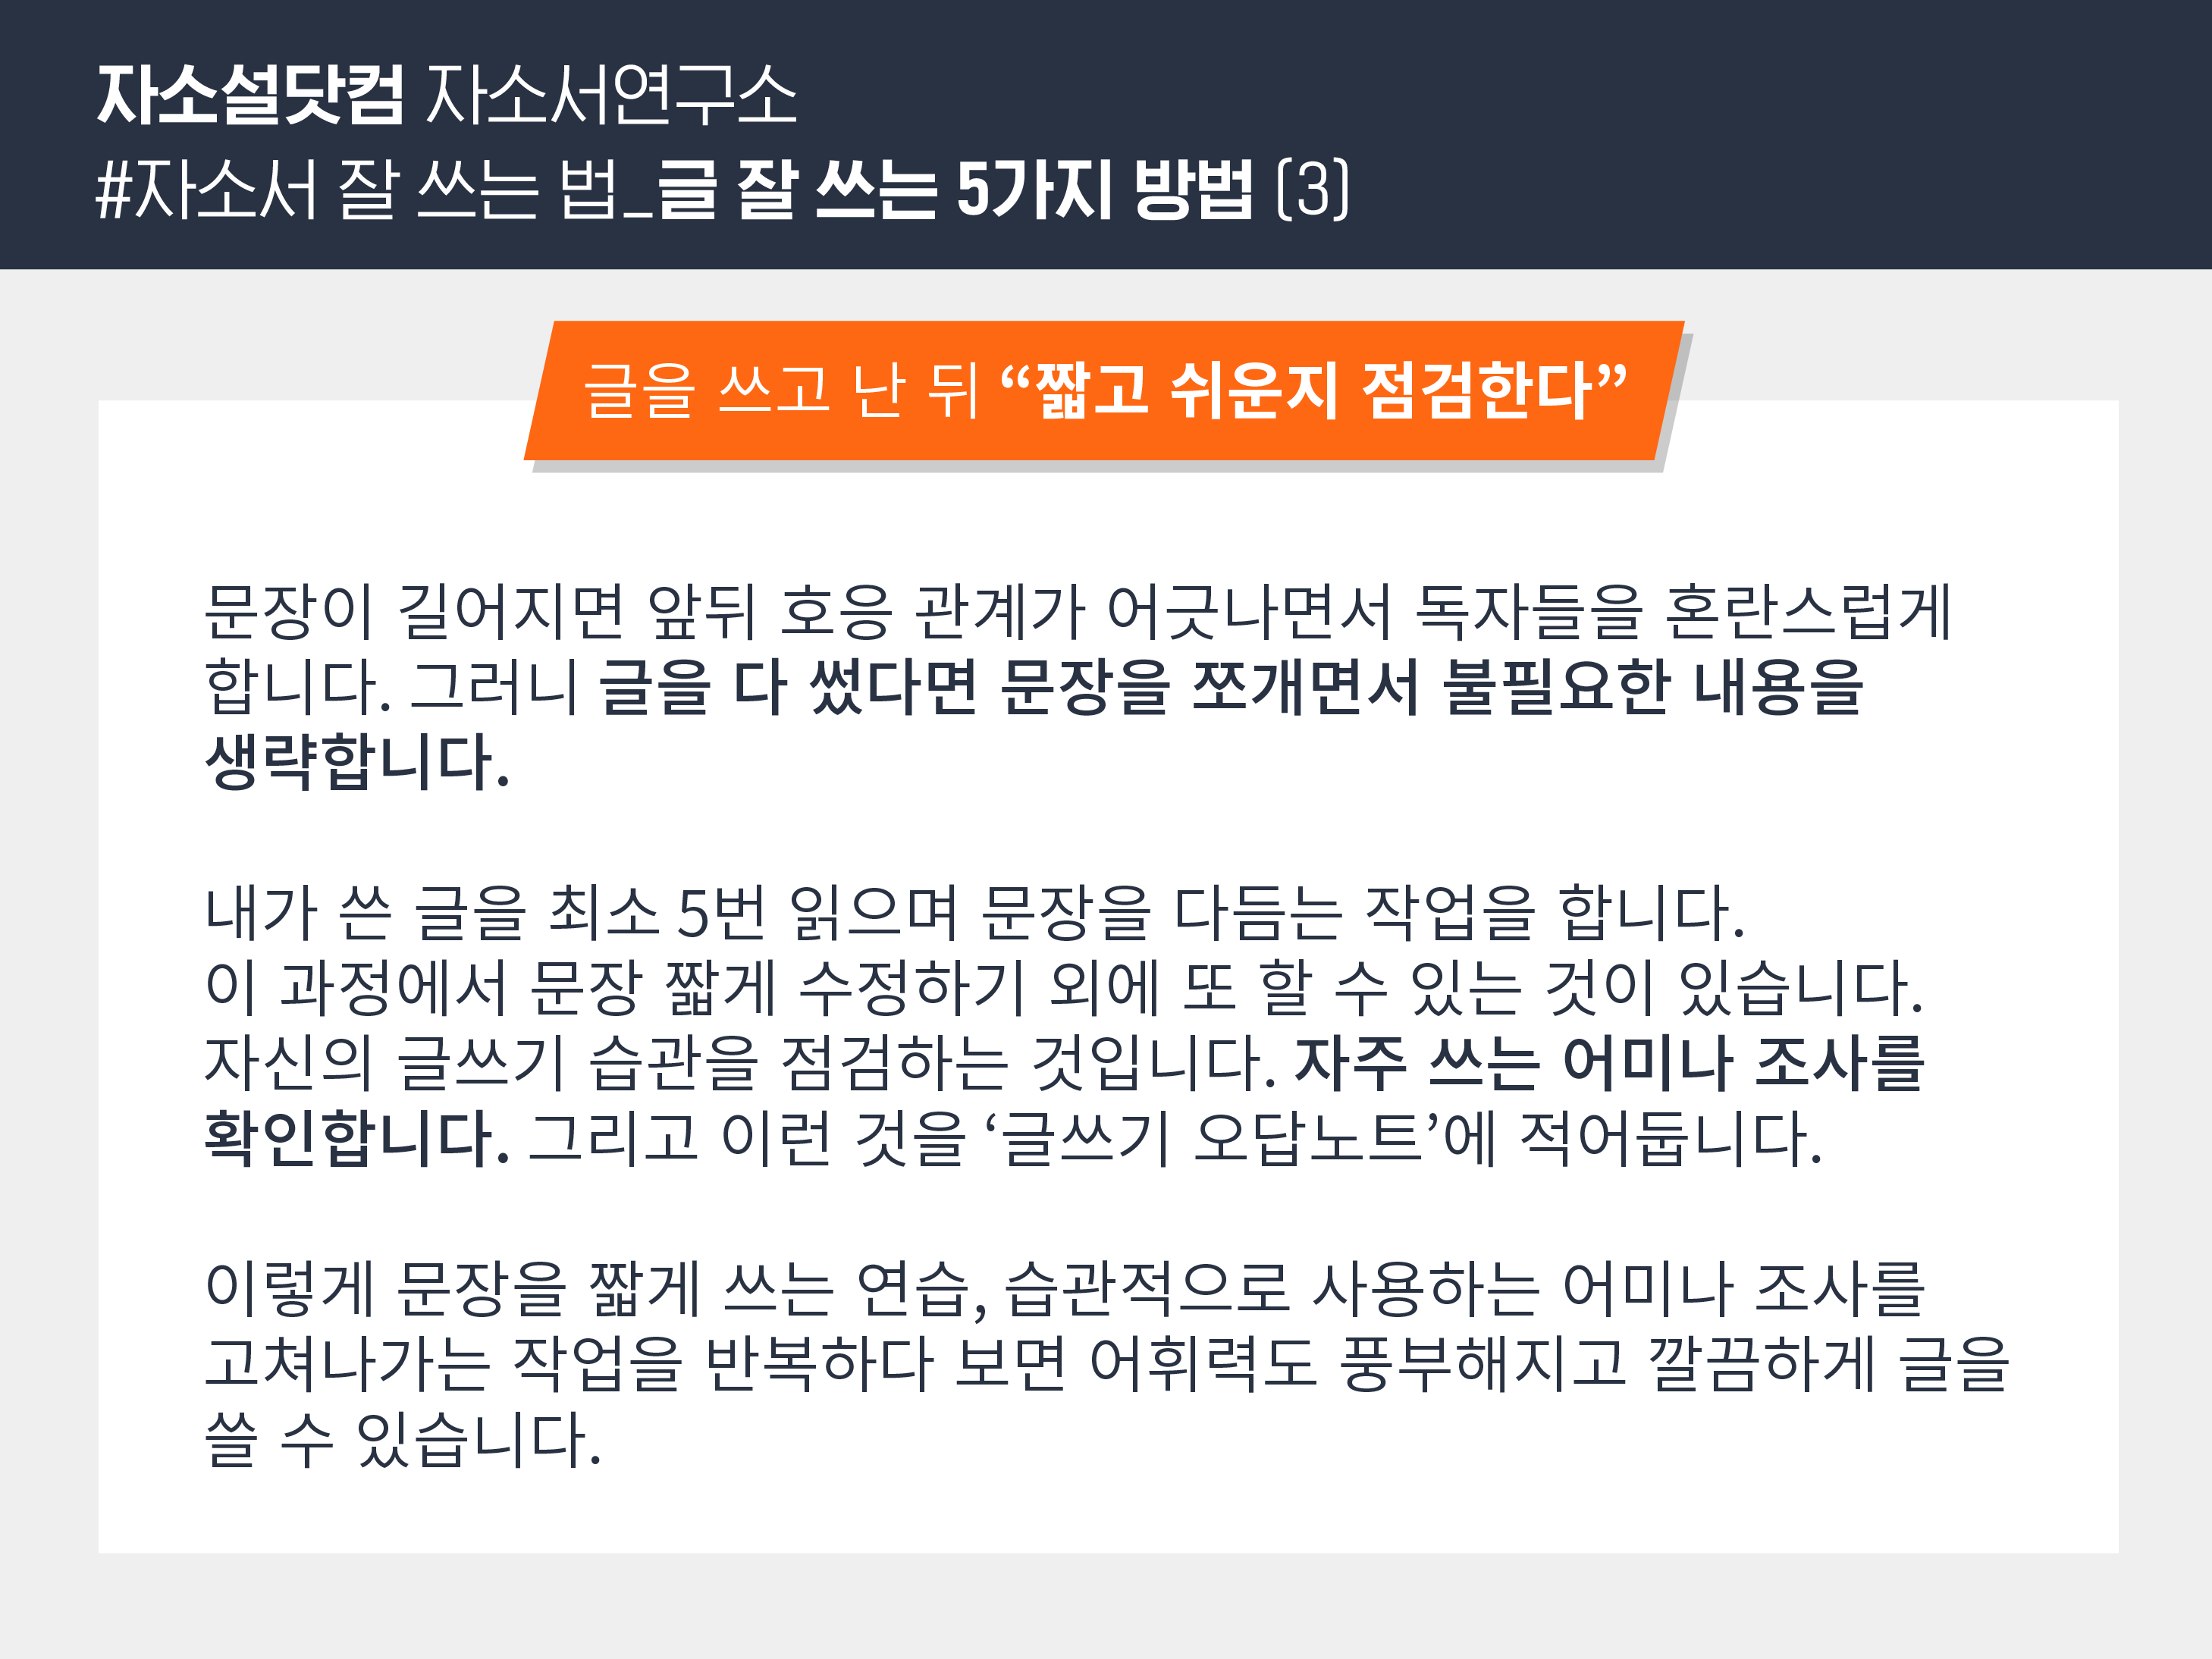 자소설닷컴 자소서연구소
#자소서 잘 쓰는 법_글 잘 쓰는 5가지 방법 (3)
글을 쓰고 난 뒤 “짧고 쉬운지 점검한다”
문장이 길어지면 앞뒤 호응 관계가 어긋나면서 독자들을 혼란스럽게
합니다. 그러니 글을 다 썼다면 문장을 쪼개면서 불필요한 내용을
생략합니다.
내가 쓴 글을 최소 5번 읽으며 문장을 다듬는 작업을 합니다.
이 과정에서 문장 짧게 수정하기 외에 또 할 수 있는 것이 있습니다.
자신의 글쓰기 습관을 점검하는 것입니다. 자주 쓰는 어미나 조사를
확인합니다. 그리고 이런 것을 ‘글쓰기 오답노트’에 적어둡니다.
이렇게 문장을 짧게 쓰는 연습, 습관적으로 사용하는 어미나 조사를
고쳐나가는 작업을 반복하다 보면 어휘력도 풍부해지고 깔끔하게 글을
쓸 수 있습니다.